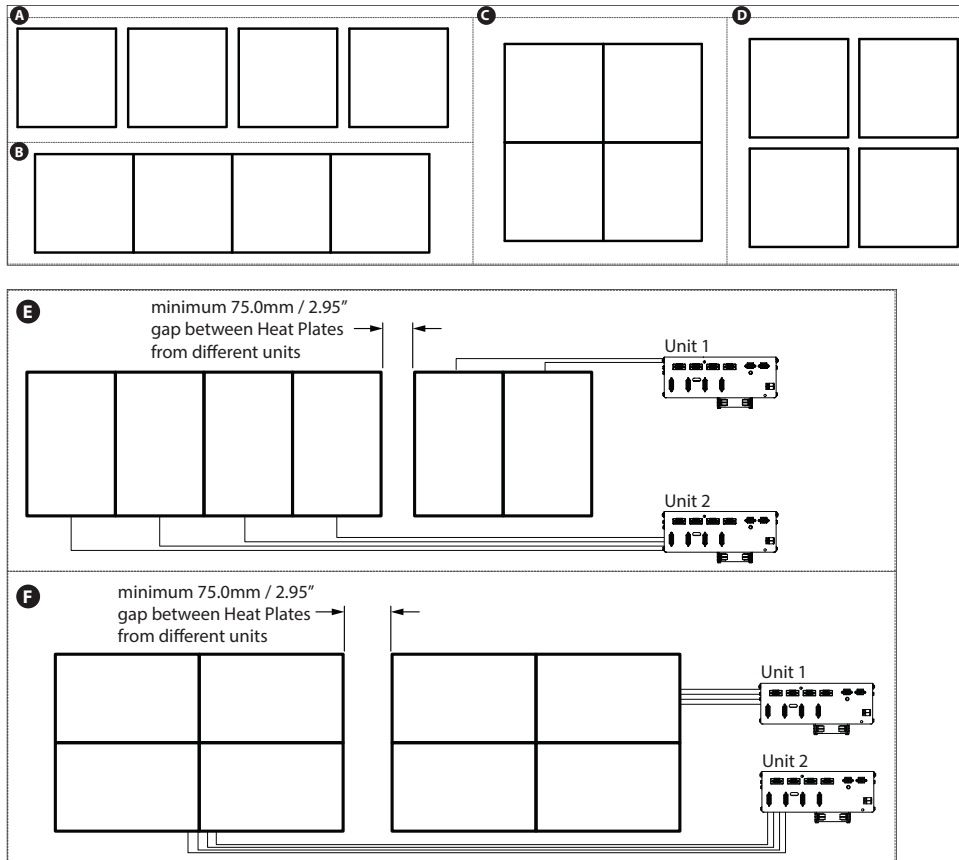 A
C
D
B
E
minimum 75.0mm / 2.95”
gap between Heat Plates
from different units
Unit 1
Unit 2
F
minimum 75.0mm / 2.95”
gap between Heat Plates
from different units
Unit 1
Unit 2